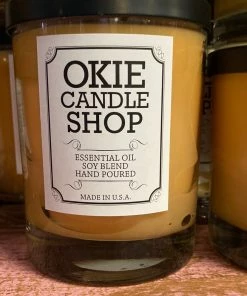 OKIE
CANDLE
SHOP
ESSENTIAL OIL
SOY BLEND
HAND POURED
MADE IN U.S.A.